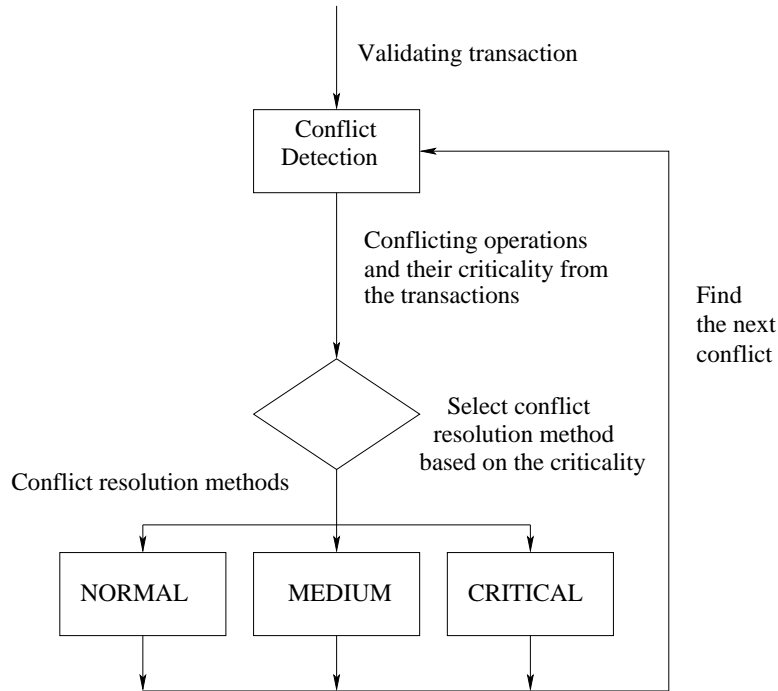 Validating transaction
Conflict
Detection
Conflicting operations
and their criticality from
the transactions
Find
the next
conflict
Select conflict
resolution method
based on the criticality
Conflict resolution methods
NORMAL
MEDIUM
CRITICAL